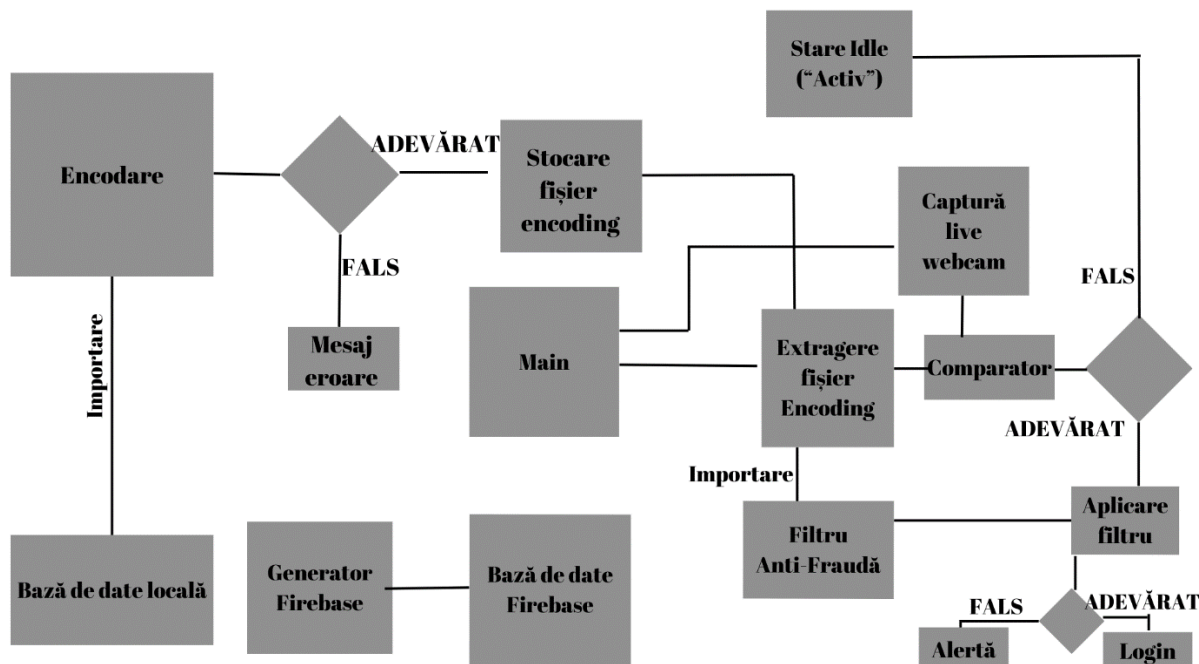 Stare Idle
(“Activ”)
Encodare
ADEVĂRAT
Stocare
fișier
encoding
Captură
live
webcam
FALS
FALS
Importare
Mesaj
eroare
Main
Extragere
fișier
Encoding
Comparator
ADEVĂRAT
Importare
Aplicare
filtru
Filtru
Anti-Fraudă
Bază de date locală
Generator
Firebase
Bază de date
Firebase
FALS
ADEVĂRAT
Alertă
Login